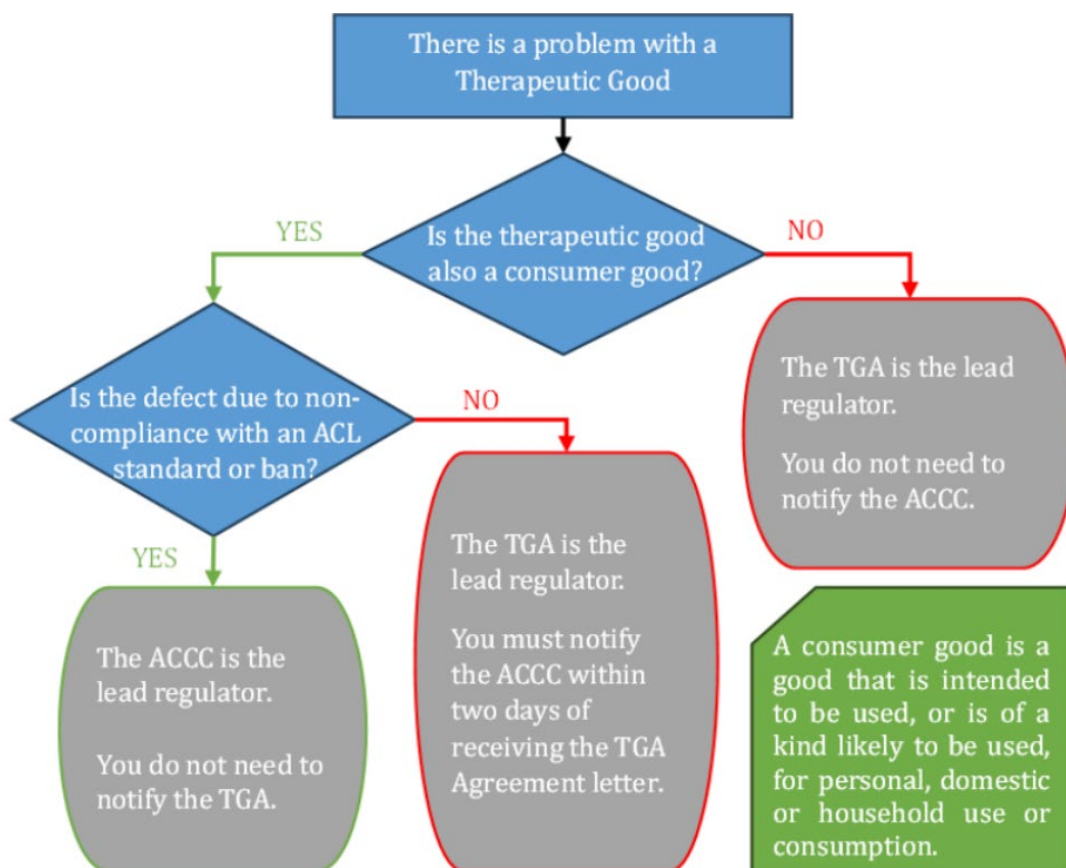 There is a problem with a
Therapeutic Good
YES
Is the therapeutic good
also a consumer good?
NO
Is the defect due to non-
compliance with an ACL
standard or ban?
NO
The TGA is the lead
regulator.
You do not need to
notify the ACCC.
YES
The ACCC is the
lead regulator.
You do not need to
notify the TGA.
The TGA is the
lead regulator.
You must notify
the ACCC within
two days of
receiving the TGA
Agreement letter.
A consumer good is a
good that is intended
to be used, or is of a
kind likely to be used,
for personal, domestic
or household use or
consumption.